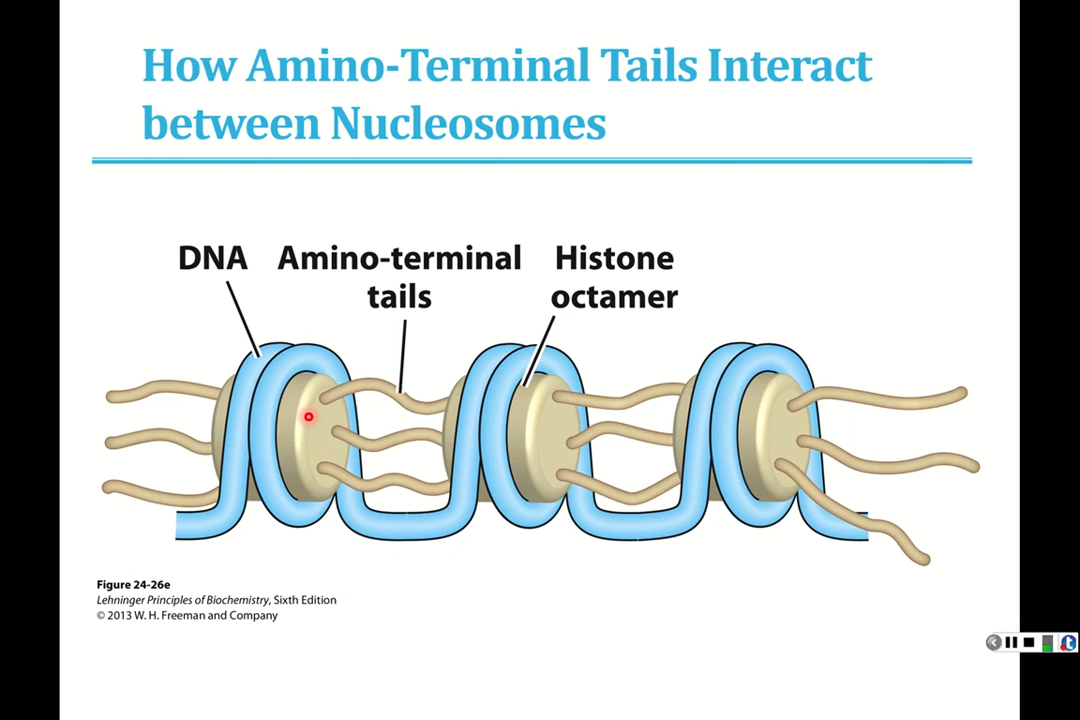 How Amino-Terminal Tails Interact
between Nucleosomes
DNA
Amino-terminal
tails
Histone
octamer
Figure 24-26e
Lehninger Principles of Biochemistry, Sixth Edition
© 2013 W. H. Freeman and Company